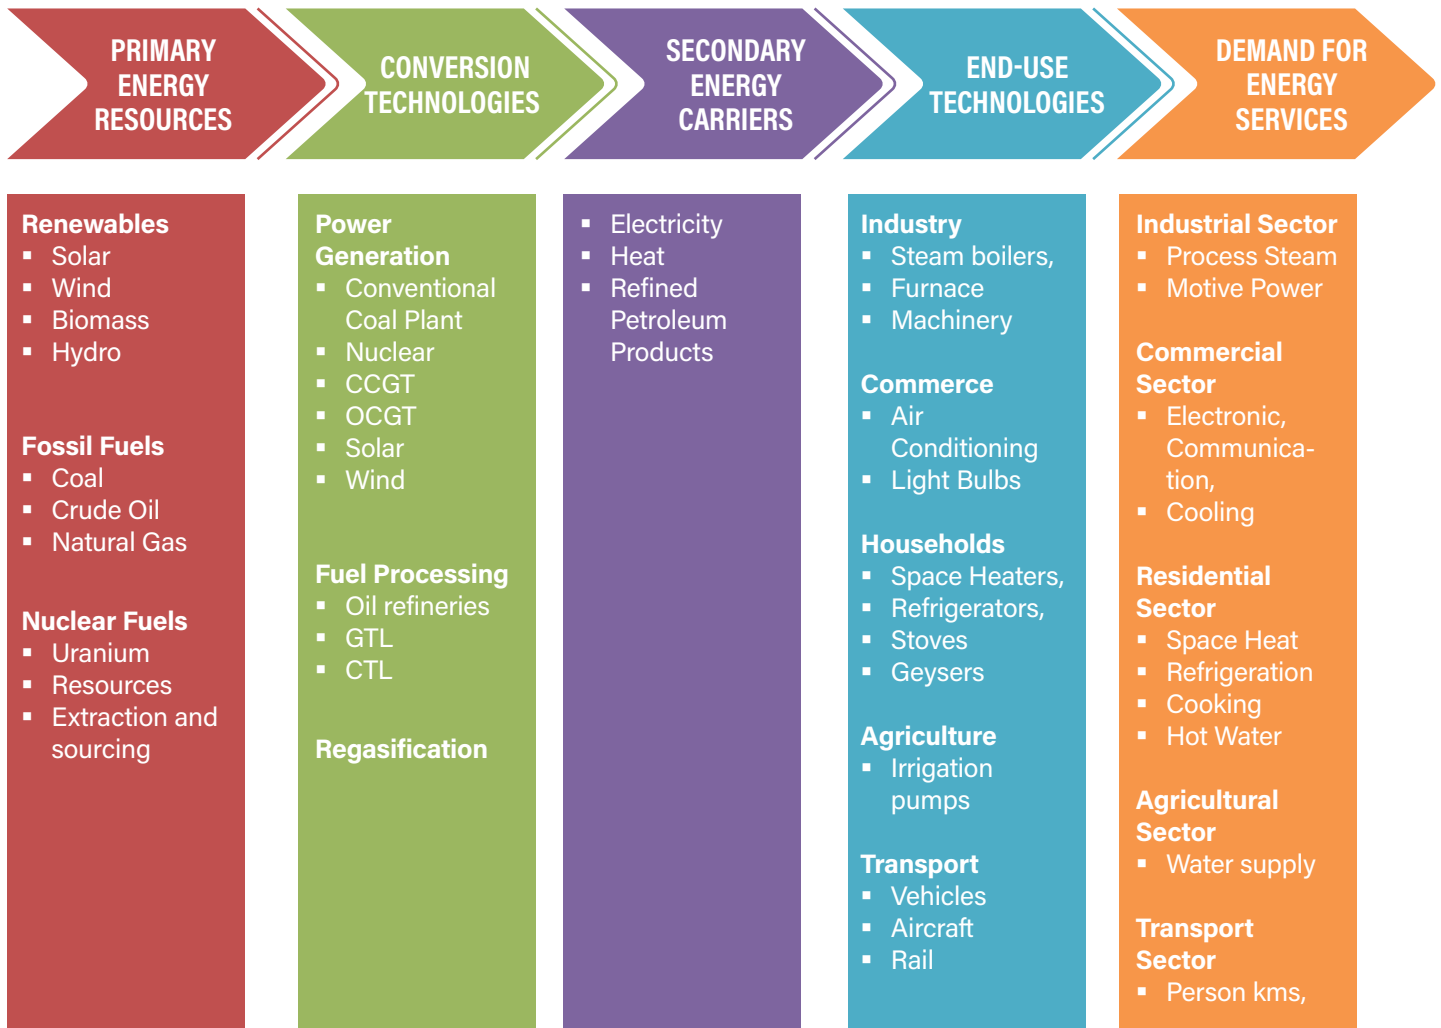 PRIMARY
ENERGY
RESOURCES
CONVERSION
TECHNOLOGIES
SECONDARY
ENERGY
CARRIERS
END-USE
TECHNOLOGIES
DEMAND FOR
ENERGY
SERVICES
Renewables
▪ Solar
▪ Wind
▪ Biomass
▪ Hydro
Fossil Fuels
▪ Coal
▪ Crude Oil
▪ Natural Gas
Nuclear Fuels
▪ Uranium
▪ Resources
▪ Extraction and
sourcing
Power
Generation
▪ Conventional
Coal Plant
▪ Nuclear
▪ CCGT
▪ OCGT
▪ Solar
▪ Wind
Fuel Processing
▪ Oil refineries
▪ GTL
▪ CTL
Regasification
▪ Electricity
▪ Heat
▪ Refined
Petroleum
Products
Industry
▪ Steam boilers,
▪ Furnace
▪ Machinery
Commerce
▪ Air
Conditioning
▪ Light Bulbs
Households
▪ Space Heaters,
▪ Refrigerators,
▪ Stoves
▪ Geysers
Agriculture
▪ Irrigation
pumps
Transport
▪ Vehicles
▪ Aircraft
▪ Rail
Industrial Sector
▪ Process Steam
▪ Motive Power
Commercial
Sector
▪ Electronic,
Communica-
tion,
▪ Cooling
Residential
Sector
▪ Space Heat
▪ Refrigeration
▪ Cooking
▪ Hot Water
Agricultural
Sector
▪ Water supply
Transport
Sector
▪ Person kms,